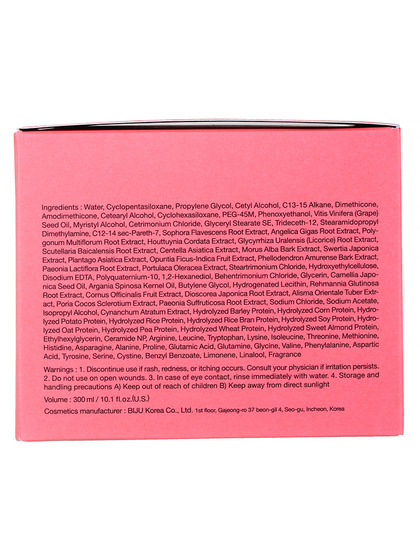 Ingredients : Water, Cyclopentasiloxane, Propylene Glycol, Cetyl Alcohol, C13-15 Alkane, Dimethicone,
Amodimethicone, Cetearyl Alcohol, Cyclohexasiloxane, PEG-45M, Phenoxyethanol, Vitis Vinifera (Grape)
Seed Oil, Myristyl Alcohol, Cetrimonium Chloride, Glyceryl Stearate SE, Trideceth-12, Stearamidopropyl
Dimethylamine, C12-14 sec-Pareth-7, Sophora Flavescens Root Extract, Angelica Gigas Root Extract, Poly-
gonum Multiflorum Root Extract, Houttuynia Cordata Extract, Glycyrrhiza Uralensis (Licorice) Root Extract,
Scutellaria Baicalensis Root Extract, Centella Asiatica Extract, Morus Alba Bark Extract, Swertia Japonica
Extract, Plantago Asiatica Extract, Opuntia Ficus-Indica Fruit Extract, Phellodendron Amurense Bark Extract,
Paeonia Lactiflora Root Extract, Portulaca Oleracea Extract, Steartrimonium Chloride, Hydroxyethylcellulose,
Disodium EDTA, Polyquaternium-10, 1,2-Hexanediol, Behentrimonium Chloride, Glycerin, Camellia Japo-
nica Seed Oil, Argania Spinosa Kernel Oil, Butylene Glycol, Hydrogenated Lecithin, Rehmannia Glutinosa
Root Extract, Cornus Officinalis Fruit Extract, Dioscorea Japonica Root Extract, Alisma Orientale Tuber Extr-
act, Poria Cocos Extract, Paeonia Suffruticosa Root Extract, Sodium Chloride, Sodium Acetate,
Isopropyl Alcohol, Cynanchum Atratum Extract, Hydrolyzed Barley Protein, Hydrolyzed Corn Protein, Hydro-
lyzed Potato Protein, Hydrolyzed Rice Protein, Hydrolyzed Rice Bran Protein, Hydrolyzed Soy Protein, Hydro-
lyzed Oat Protein, Hydrolyzed Pea Protein, Hydrolyzed Wheat Protein, Hydrolyzed Sweet Almond Protein,
Ethylhexylglycerin, Ceramide NP, Arginine, Leucine, Tryptophan, Lysine, Isoleucine, Threonine, Methionine,
Histidine, Asparagine, Alanine, Proline, Glutamic Acid, Glutamine, Glycine, Valine, Phenylalanine, Aspartic
Acid, Tyrosine, Serine, Cystine, Benzyl Benzoate, Limonene, Linalool, Fragrance
Warnings : 1. Discontinue use if rash, redness, or itching occurs. Consult your physician if irritation persists.
2. Do not use on open wounds. 3. In case of eye contact, rinse immediately with water. 4. Storage and
handling precautions A) Keep out of reach of children B) Keep away from direct sunlight
Volume : 300 ml / 10.1 fl.oz.(U.S.)
Cosmetics manufacturer : BIJU Korea Co., Ltd. 1st floor, Gajeong-ro 37 beon-gil 4, Seo-gu, Incheon, Korea